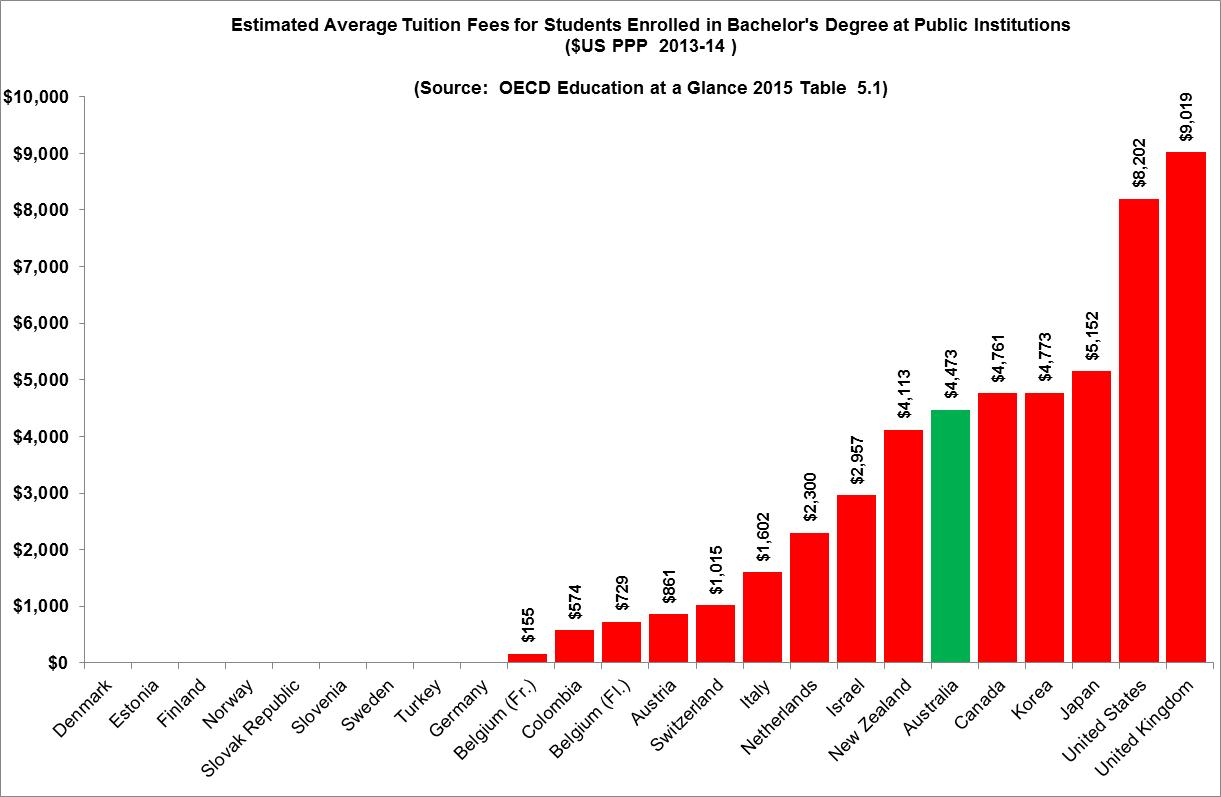 Estimated Average Tuition Fees for Students Enrolled in Bachelor's Degree at Public Institutions
($US PPP 2013-14 )
(Source: OECD Education at a Glance 2015 Table 5.1)
$10,000
$9,000
$8,000
$7,000
$6,000
$5,000
$4,000
$3,000
$2,000
$1,000
$0
$155
$574
$729
$861
$1,015
$1,602
$2,300
$2,957
$4,113
$4,473
$4,761
$4,773
$5,152
$8,202
$9,019
Denmark
Estonia
Finland
Norway
Slovak Republic
Slovenia
Sweden
Turkey
Germany
Belgium (Fr.)
Colombia
Belgium (Fl.)
Austria
Switzerland
Italy
Netherlands
Israel
New Zealand
Australia
Canada
Korea
Japan
United States
United Kingdom